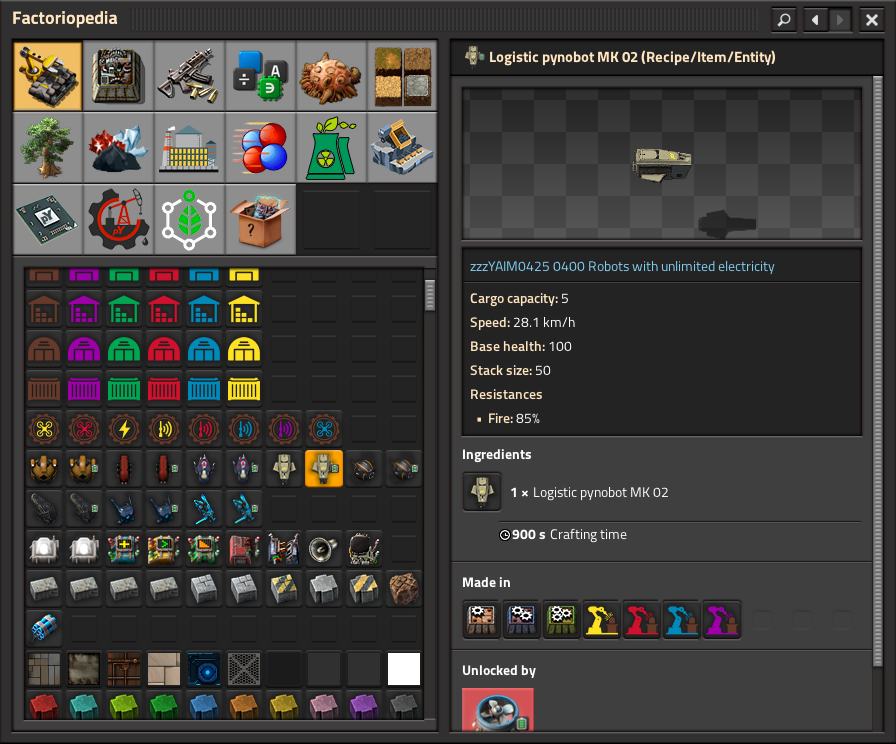 Factoriopedia
Logistic pynobot MK 02 (Recipe/Item/Entity)
zzzYAIM0425 0400 Robots with unlimited electricity
Cargo capacity: 5
Speed: 28.1 km/h
Base health: 100
Stack size: 50
Resistances
• Fire: 85%
Ingredients
1 × Logistic pynobot MK 02
900 s Crafting time
Made in
Unlocked by